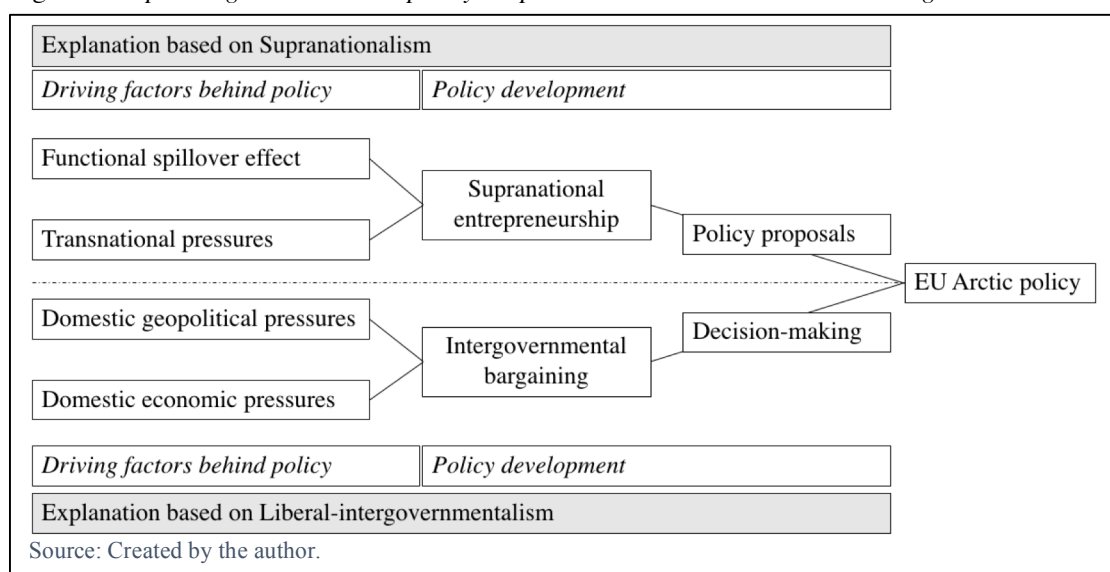 Explanation based on Supranationalism
Driving factors behind policy
Policy development
Functional spillover effect
Transnational pressures
Supranational
entrepreneurship
Policy proposals
EU Arctic policy
Domestic geopolitical pressures
Domestic economic pressures
Intergovernmental
bargaining
Decision-making
Driving factors behind policy
Policy development
Explanation based on Liberal-intergovernmentalism
Source: Created by the author.